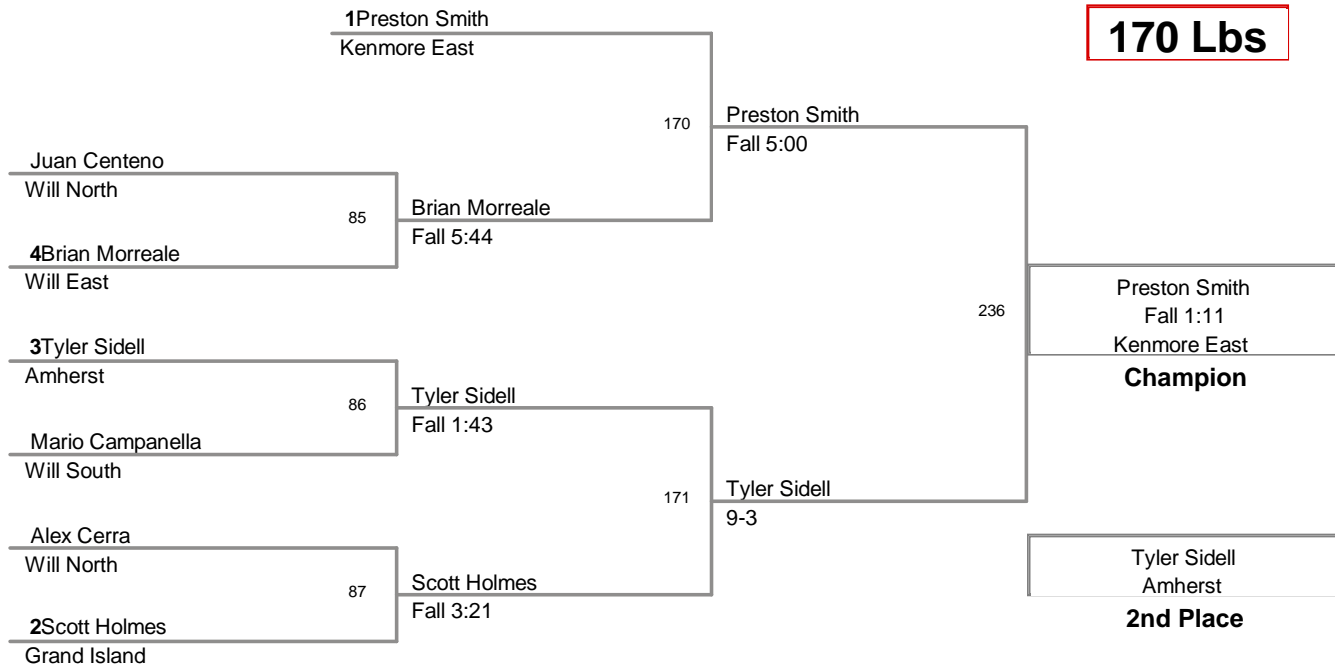 1Preston Smith
Kenmore East
170 Lbs
170
Preston Smith
Fall 5:00
Juan Centeno
Will North
85
Brian Morreale
Fall 5:44
4Brian Morreale
Will East
236
Preston Smith
Fall 1:11
Kenmore East
Champion
3Tyler Sidell
Amherst
86
Tyler Sidell
Fall 1:43
Mario Campanella
Will South
171
Tyler Sidell
9-3
Alex Cerra
Will North
87
Scott Holmes
Fall 3:21
2Scott Holmes
Grand Island
Tyler Sidell
Amherst
2nd Place